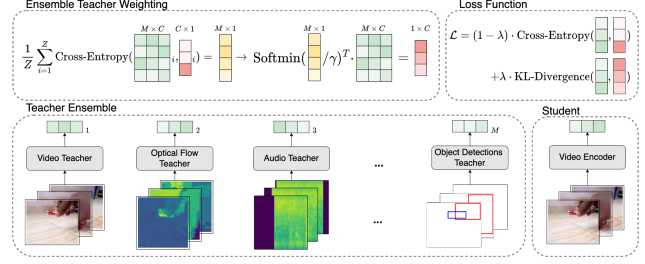 Ensemble Teacher Weighting
M × C C × 1 M × 1 M × 1 M × C 1 × C
1/Z ∑_{i=1}^{Z} Cross-Entropy( i, i) = → Softmin( /γ)^T · =
Loss Function
ℒ = (1 − λ) · Cross-Entropy( , )
+λ · KL-Divergence( , )
Teacher Ensemble
1 2 3 M
Video Teacher
Optical Flow
Teacher
Audio Teacher
...
Object Detections
Teacher
...
Student
Video Encoder